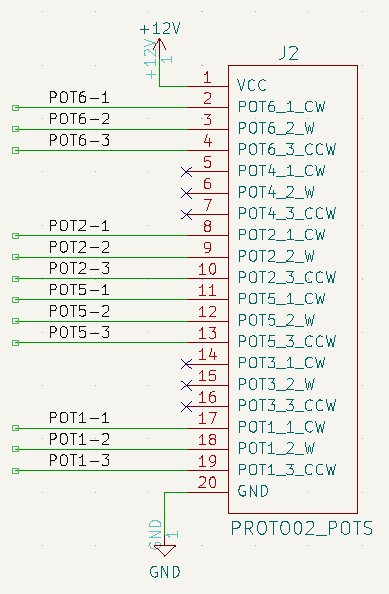 +12V
+12V
1
J2
1 VCC
POT6-1 2 POT6_1_CW
POT6-2 3 POT6_2_W
POT6-3 4 POT6_3_CCW
5 POT4_1_CW
6 POT4_2_W
7 POT4_3_CCW
POT2-1 8 POT2_1_CW
POT2-2 9 POT2_2_W
POT2-3 10 POT2_3_CCW
POT5-1 11 POT5_1_CW
POT5-2 12 POT5_2_W
POT5-3 13 POT5_3_CCW
14 POT3_1_CW
15 POT3_2_W
16 POT3_3_CCW
POT1-1 17 POT1_1_CW
POT1-2 18 POT1_2_W
POT1-3 19 POT1_3_CCW
20 GND
GND
1
PROTO02_POTS
GND